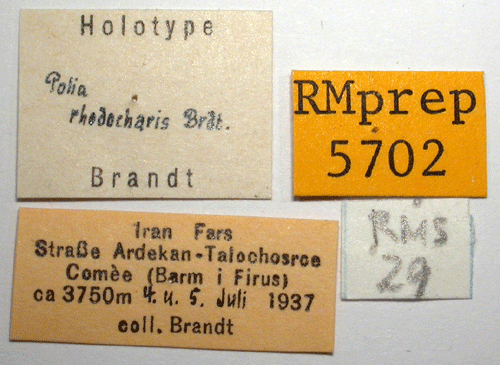 Holotype
Polia
rhodocharis Brdt.
Brandt
RMprep
5702
Iran Fars
Straße Ardekan-Talochosroe
Comèe (Barm i Firus)
ca 3750m 4. u. 5. Juli 1937
coll. Brandt
RMS
29